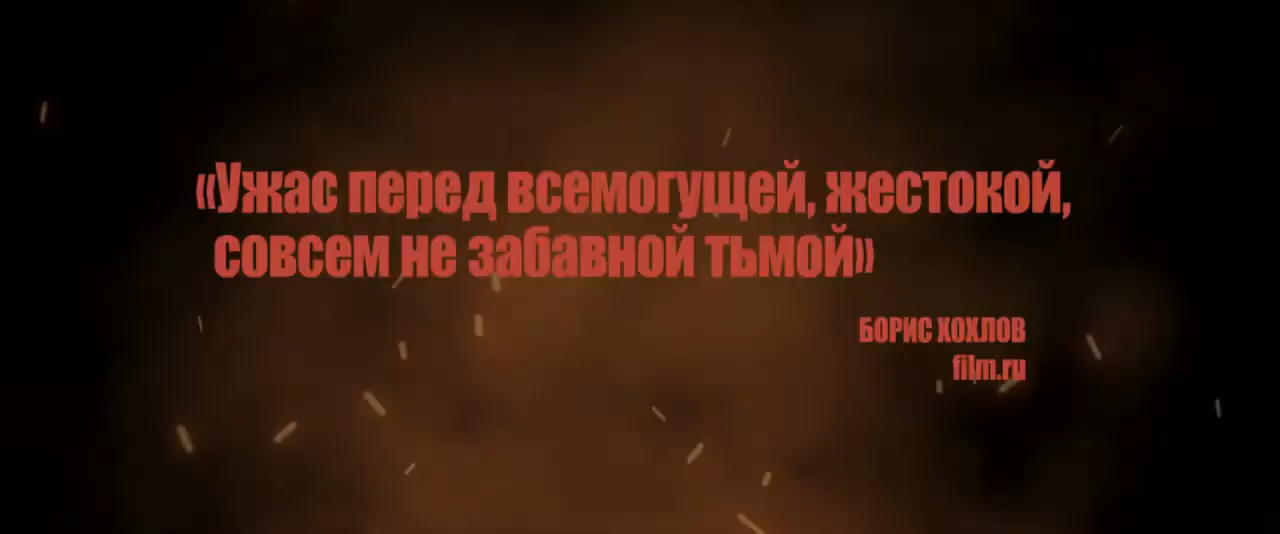 «Ужас перед всемогущей, жестокой,
совсем не забавной тьмой»
БОРИС ХОХЛОВ
film.ru